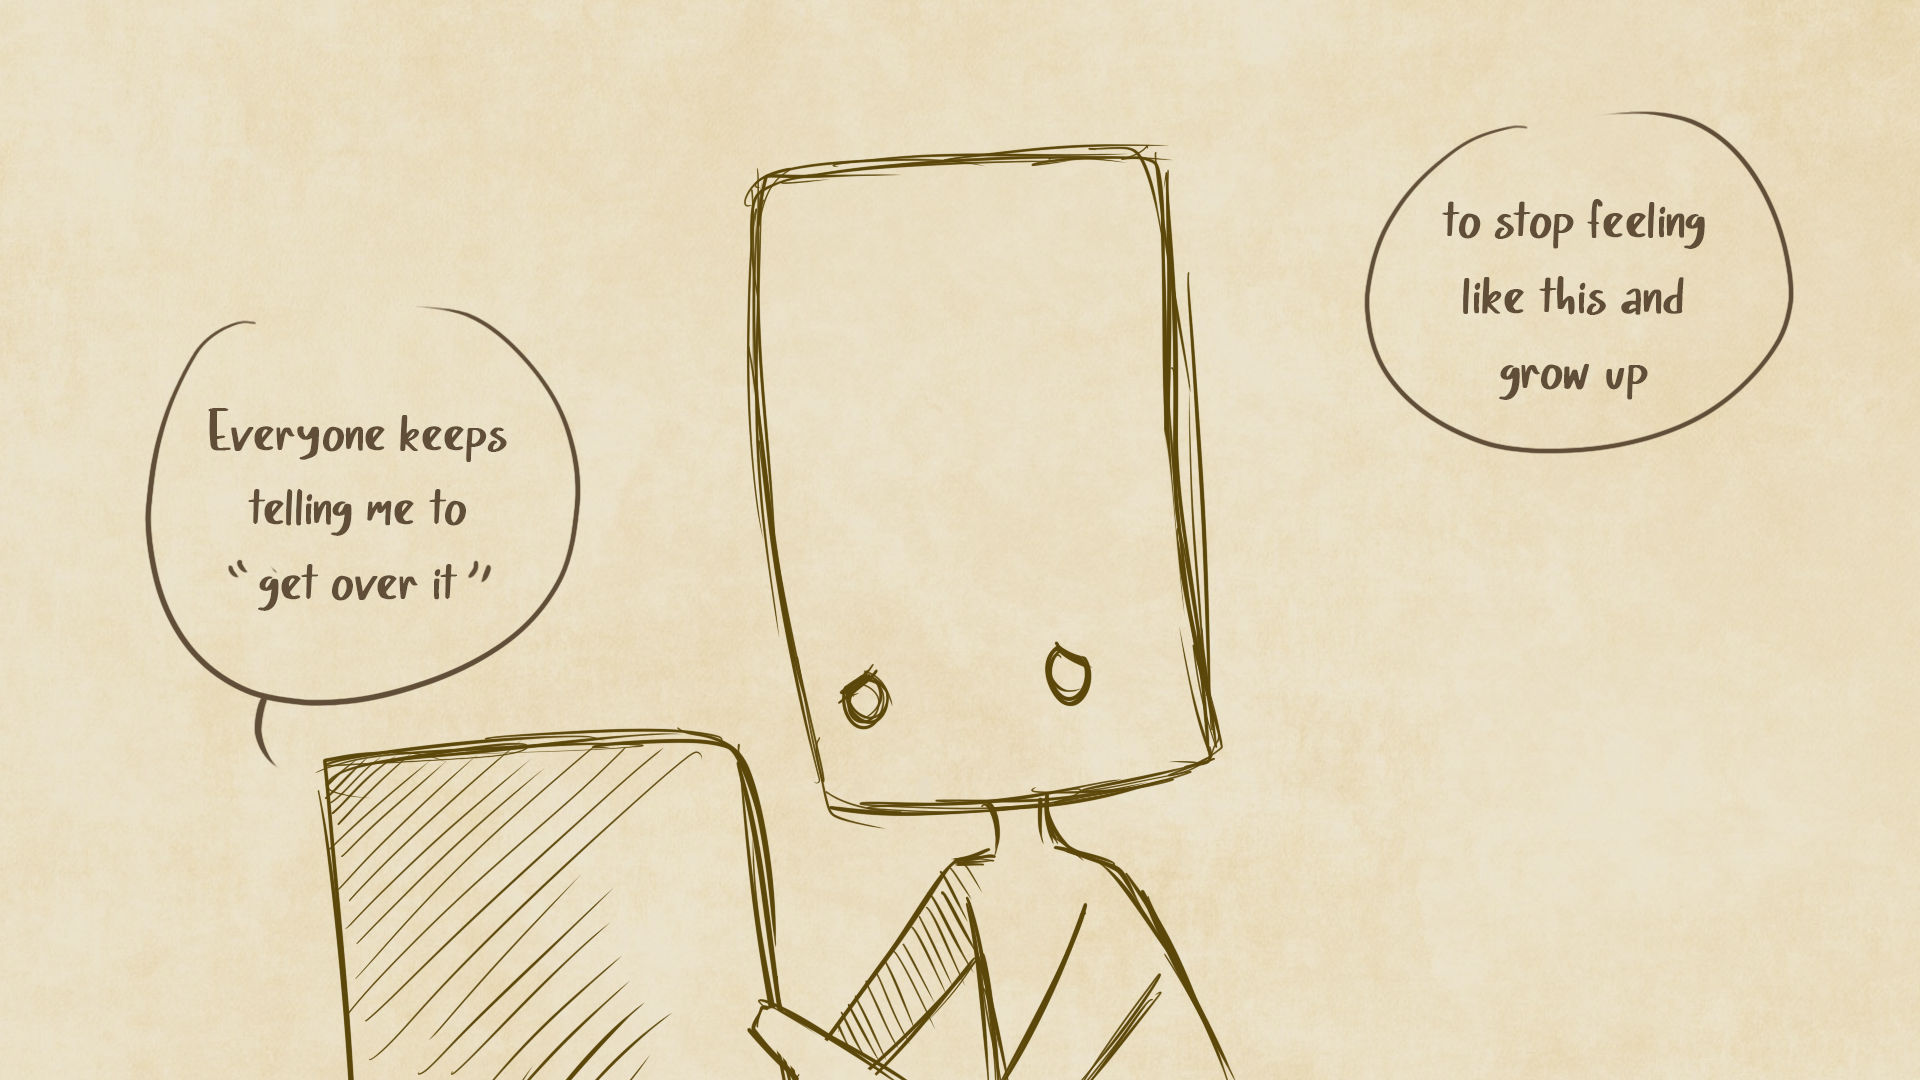 Everyone keeps
telling me to
“get over it”
to stop feeling
like this and
grow up